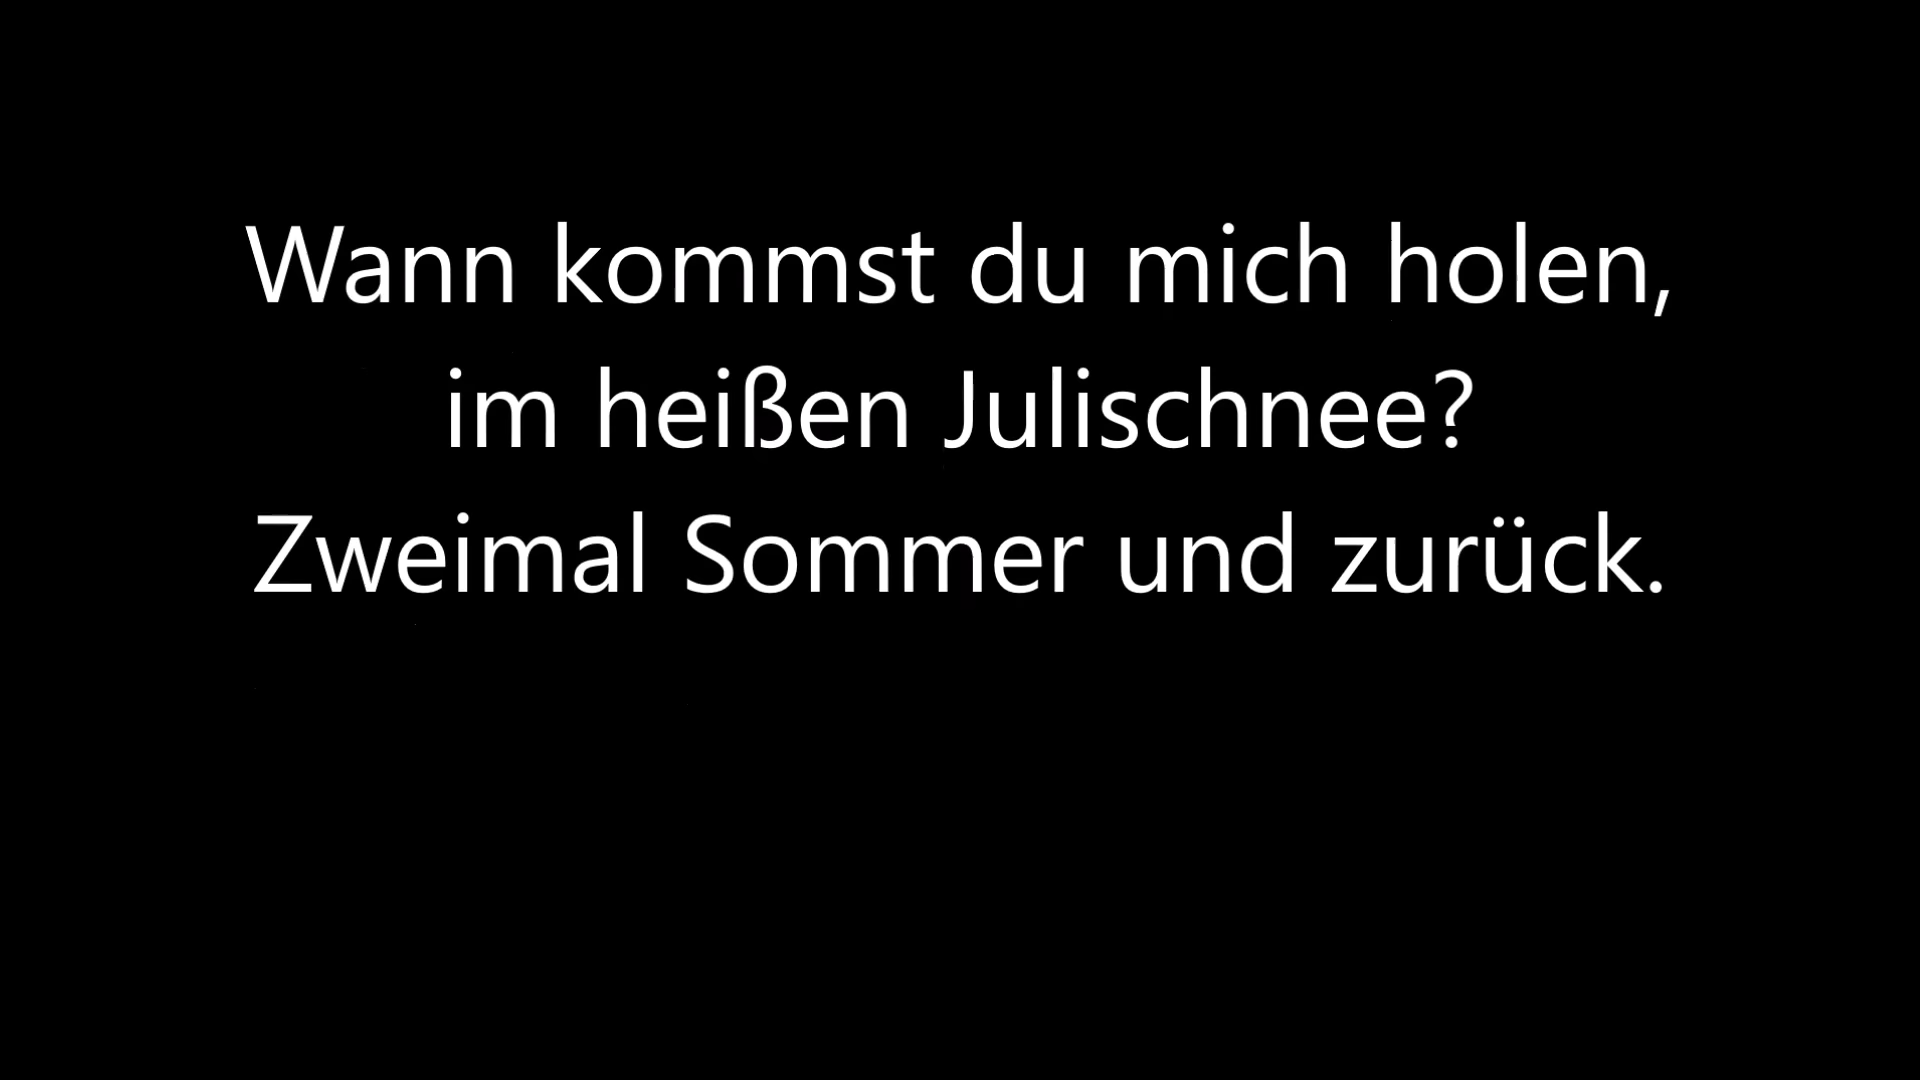 Wann kommst du mich holen,
im heißen Julischnee?
Zweimal Sommer und zurück.